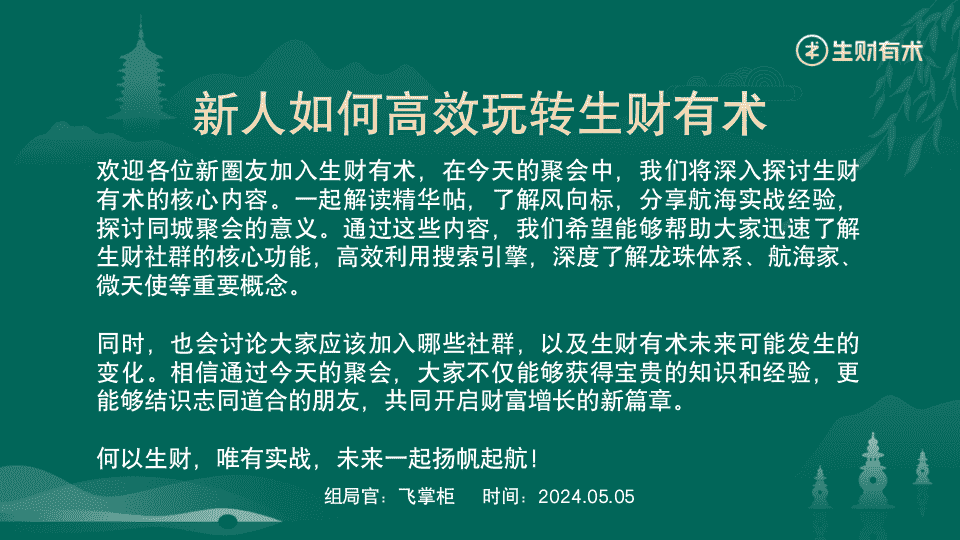 生财有术
新人如何高效玩转生财有术
欢迎各位新圈友加入生财有术，在今天的聚会中，我们将深入探讨生财
有术的核心内容。一起解读精华帖，了解风向标，分享航海实战经验，
探讨同城聚会的意义。通过这些内容，我们希望能够帮助大家迅速了解
生财社群的核心功能，高效利用搜索引擎，深度了解龙珠体系、航海家、
微天使等重要概念。
同时，也会讨论大家应该加入哪些社群，以及生财有术未来可能发生的
变化。相信通过今天的聚会，大家不仅能够获得宝贵的知识和经验，更
能够结识志同道合的朋友，共同开启财富增长的新篇章。
何以生财，唯有实战，未来一起扬帆起航！
组局官：飞掌柜 时间：2024.05.05